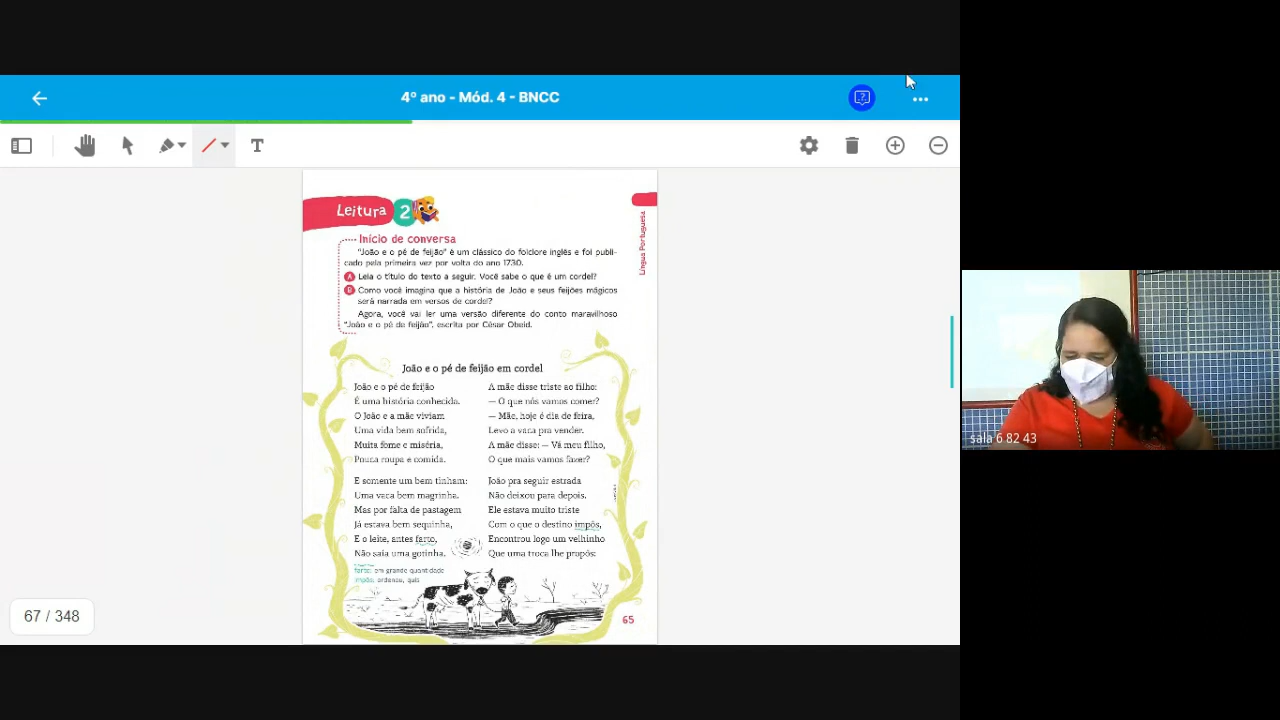 4º ano - Mód. 4 - BNCC
T
Leitura 2
Língua Portuguesa
Início de conversa
"João e o pé de feijão" é um clássico do folclore inglês e foi publi-
cado pela primeira vez por volta do ano 1730.
A Leia o título do texto a seguir. Você sabe o que é um cordel?
B Como você imagina que a história de João e seus feijões mágicos
será narrada em versos de cordel?
Agora, você vai ler uma versão diferente do conto maravilhoso
"João e o pé de feijão", escrita por César Obeid.
João e o pé de feijão em cordel
João e o pé de feijão
É uma história conhecida.
O João e a mãe viviam
Uma vida bem sofrida,
Muita fome e miséria,
Pouca roupa e comida.
E somente um bem tinham:
Uma vaca bem magrinha.
Mas por falta de pastagem
Já estava bem sequinha,
E o leite, antes farto,
Não saía uma gotinha.
farto: em grande quantidade
impôs: ordenou, quis
A mãe disse triste ao filho:
— O que nós vamos comer?
— Mãe, hoje é dia de feira,
Levo a vaca pra vender.
A mãe disse: — Vá meu filho,
O que mais vamos fazer?
João pra seguir estrada
Não deixou para depois.
Ele estava muito triste
Com o que o destino impôs,
Encontrou logo um velhinho
Que uma troca lhe propôs:
65
67 / 348
sala 6 82 43